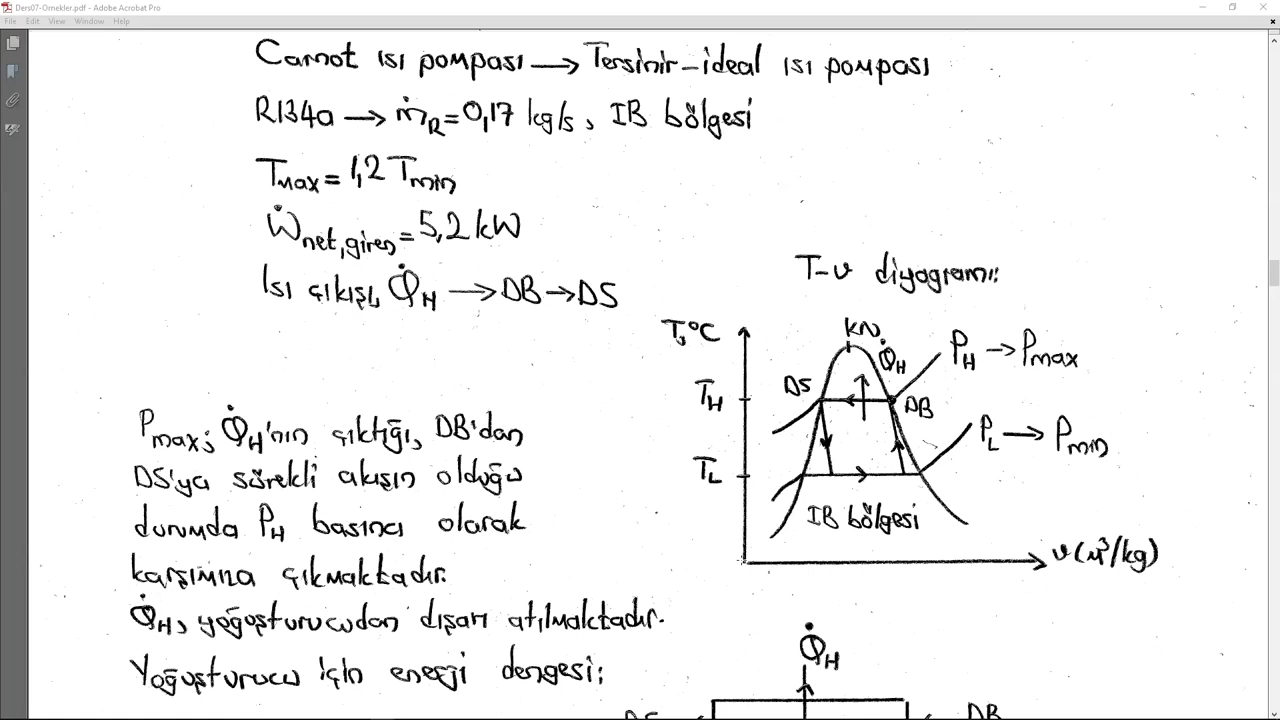 Ders07-Ornekler.pdf - Adobe Acrobat Pro
File Edit View Window Help
Carnot ısı pompası → Tersinir-ideal ısı pompası
R134a → ṁR = 0,17 kg/s, IB bölgesi
Tmax = 1,2 Tmin
Ẇnet,giren = 5,2 kW
Isı çıkışı, Q̇H → DB → DS
T-v diyagramı:
T,°C
KN
Q̇H
PH → Pmax
DS
TH
DB
PL → Pmin
TL
IB bölgesi
v(m³/kg)
Pmax; Q̇H'nın çıktığı, DB'dan
DS'ya sürekli akışın olduğu
durumda PH basıncı olarak
karşımıza çıkmaktadır.
Q̇H, yoğuşturucudan dışarı atılmaktadır.
Yoğuşturucu için enerji dengesi:
Q̇H
DS
DB